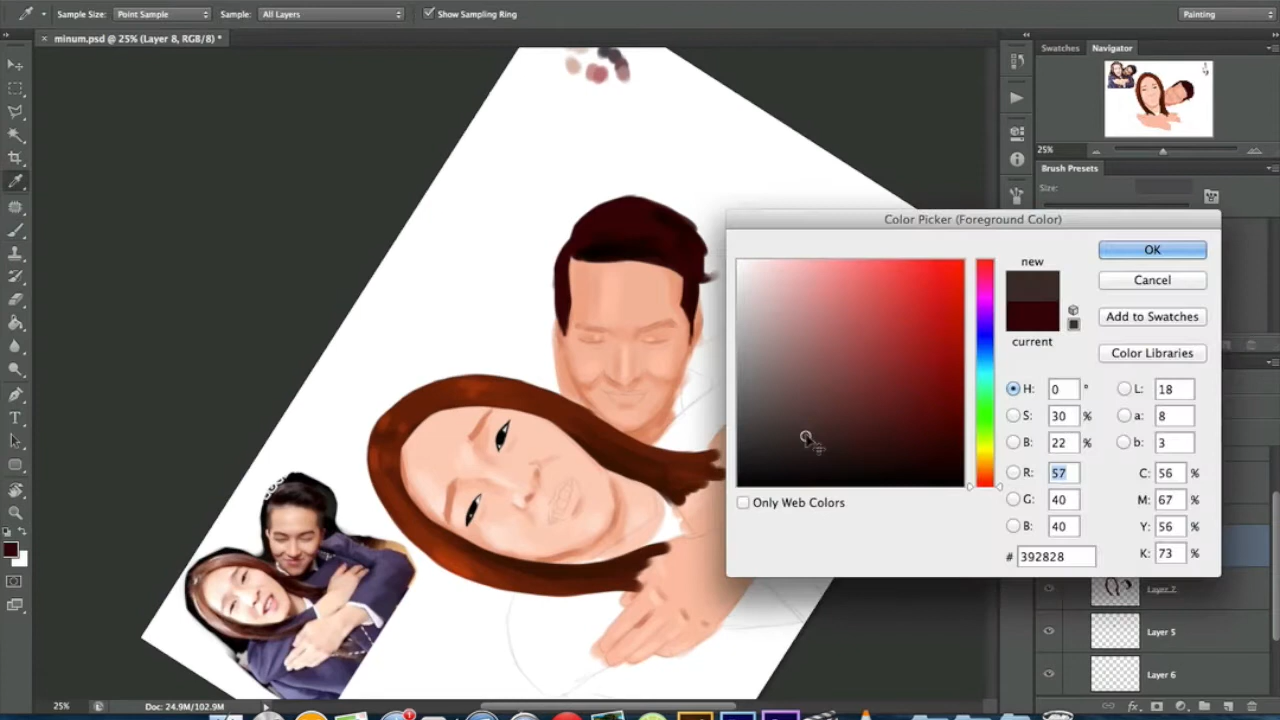 Sample Size: Point Sample Sample: All Layers Show Sampling Ring Painting
× minum.psd @ 25% (Layer 8, RGB/8) *
Swatches Navigator
25%
Brush Presets
Size:
Color Picker (Foreground Color)
new
current
OK
Cancel
Add to Swatches
Color Libraries
H: 0 ° L: 18
S: 30 % a: 8
B: 22 % b: 3
R: 57 C: 56 %
G: 40 M: 67 %
B: 40 Y: 56 %
# 392828 K: 73 %
Only Web Colors
Layer 7
Layer 5
Layer 6
25% Doc: 24.9M/102.9M